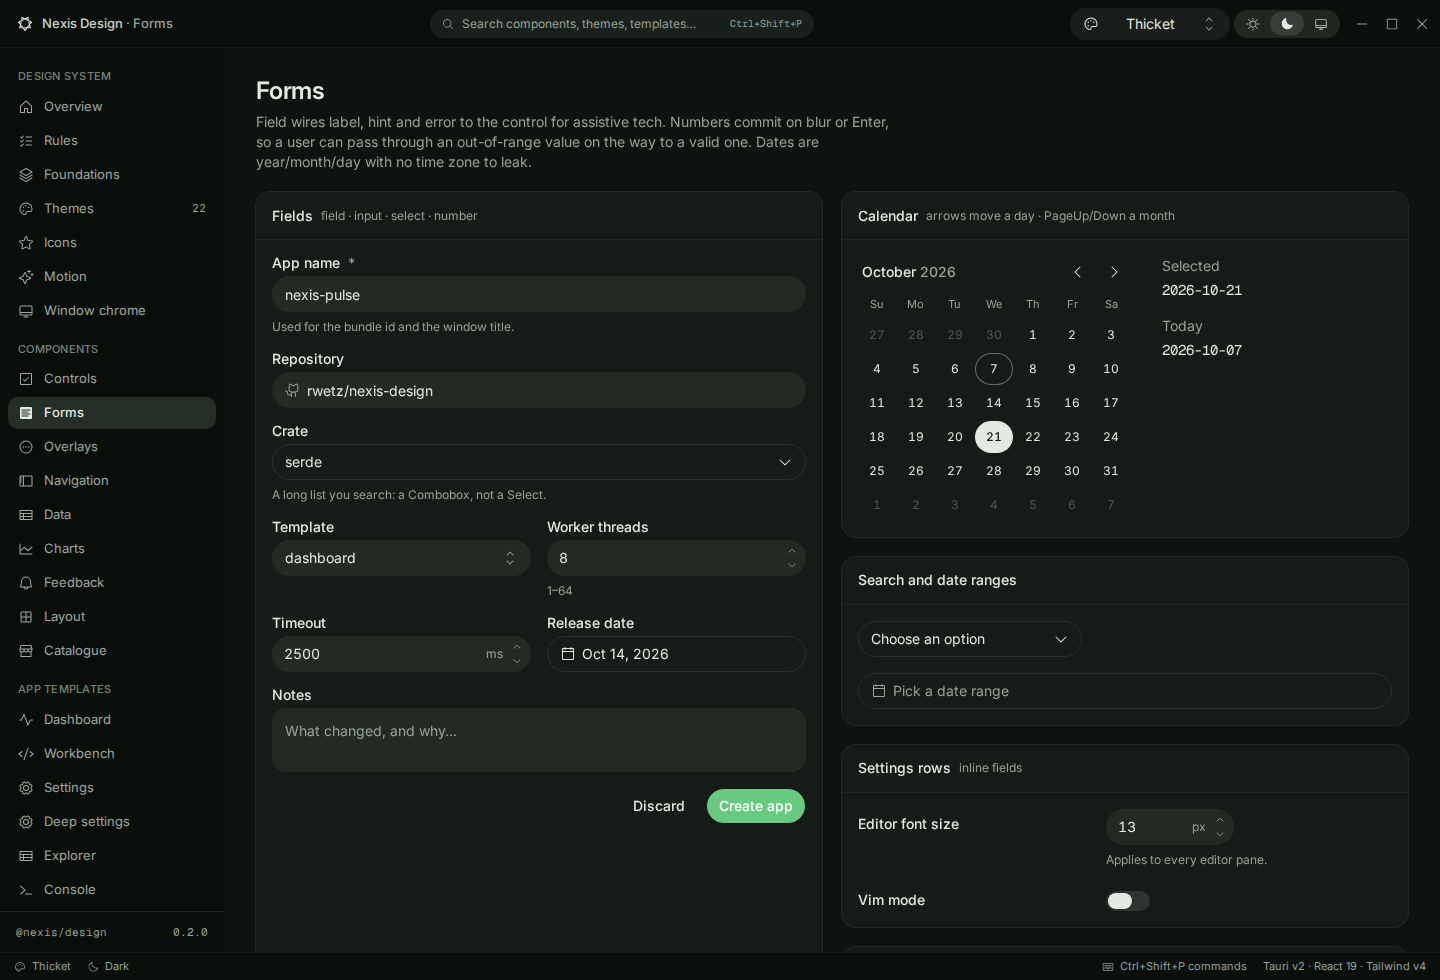 Nexis Design · Forms
Search components, themes, templates... Ctrl+Shift+P
Thicket
DESIGN SYSTEM
Overview
Rules
Foundations
Themes 22
Icons
Motion
Window chrome
COMPONENTS
Controls
Forms
Overlays
Navigation
Data
Charts
Feedback
Layout
Catalogue
APP TEMPLATES
Dashboard
Workbench
Settings
Deep settings
Explorer
Console
@nexis/design 0.2.0
Forms
Field wires label, hint and error to the control for assistive tech. Numbers commit on blur or Enter,
so a user can pass through an out-of-range value on the way to a valid one. Dates are
year/month/day with no time zone to leak.
Fields field · input · select · number
App name *
nexis-pulse
Used for the bundle id and the window title.
Repository
rwetz/nexis-design
Crate
serde
A long list you search: a Combobox, not a Select.
Template Worker threads
dashboard 8
1–64
Timeout Release date
2500 ms Oct 14, 2026
Notes
What changed, and why...
Discard Create app
Calendar arrows move a day · PageUp/Down a month
October 2026
Su Mo Tu We Th Fr Sa
27 28 29 30 1 2 3
4 5 6 7 8 9 10
11 12 13 14 15 16 17
18 19 20 21 22 23 24
25 26 27 28 29 30 31
1 2 3 4 5 6 7
Selected
2026-10-21
Today
2026-10-07
Search and date ranges
Choose an option
Pick a date range
Settings rows inline fields
Editor font size 13 px
Applies to every editor pane.
Vim mode
Thicket Dark Ctrl+Shift+P commands Tauri v2 · React 19 · Tailwind v4